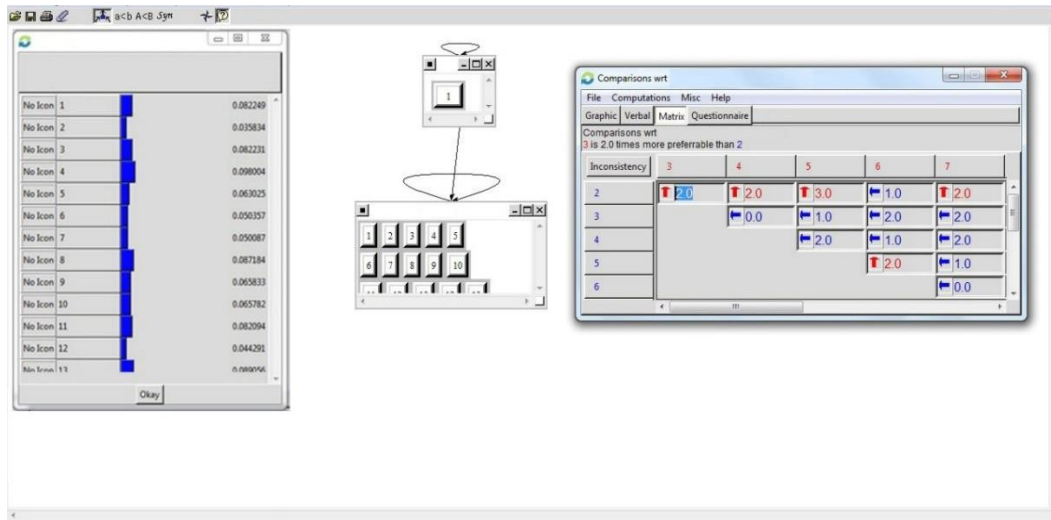 a<b A<B Syn
No Icon 1 0.082249
No Icon 2 0.035834
No Icon 3 0.082231
No Icon 4 0.098004
No Icon 5 0.063025
No Icon 6 0.050357
No Icon 7 0.050087
No Icon 8 0.087184
No Icon 9 0.065833
No Icon 10 0.065782
No Icon 11 0.082094
No Icon 12 0.044291
No Icon 13 0.089056
Okay
1
1 2 3 4 5
6 7 8 9 10
Comparisons wrt
File Computations Misc Help
Graphic Verbal Matrix Questionnaire
Comparisons wrt
3 is 2.0 times more preferrable than 2
Inconsistency 3 4 5 6 7
2 2.0 2.0 3.0 1.0 2.0
3 0.0 1.0 2.0 2.0
4 2.0 1.0 2.0
5 2.0 1.0
6 0.0